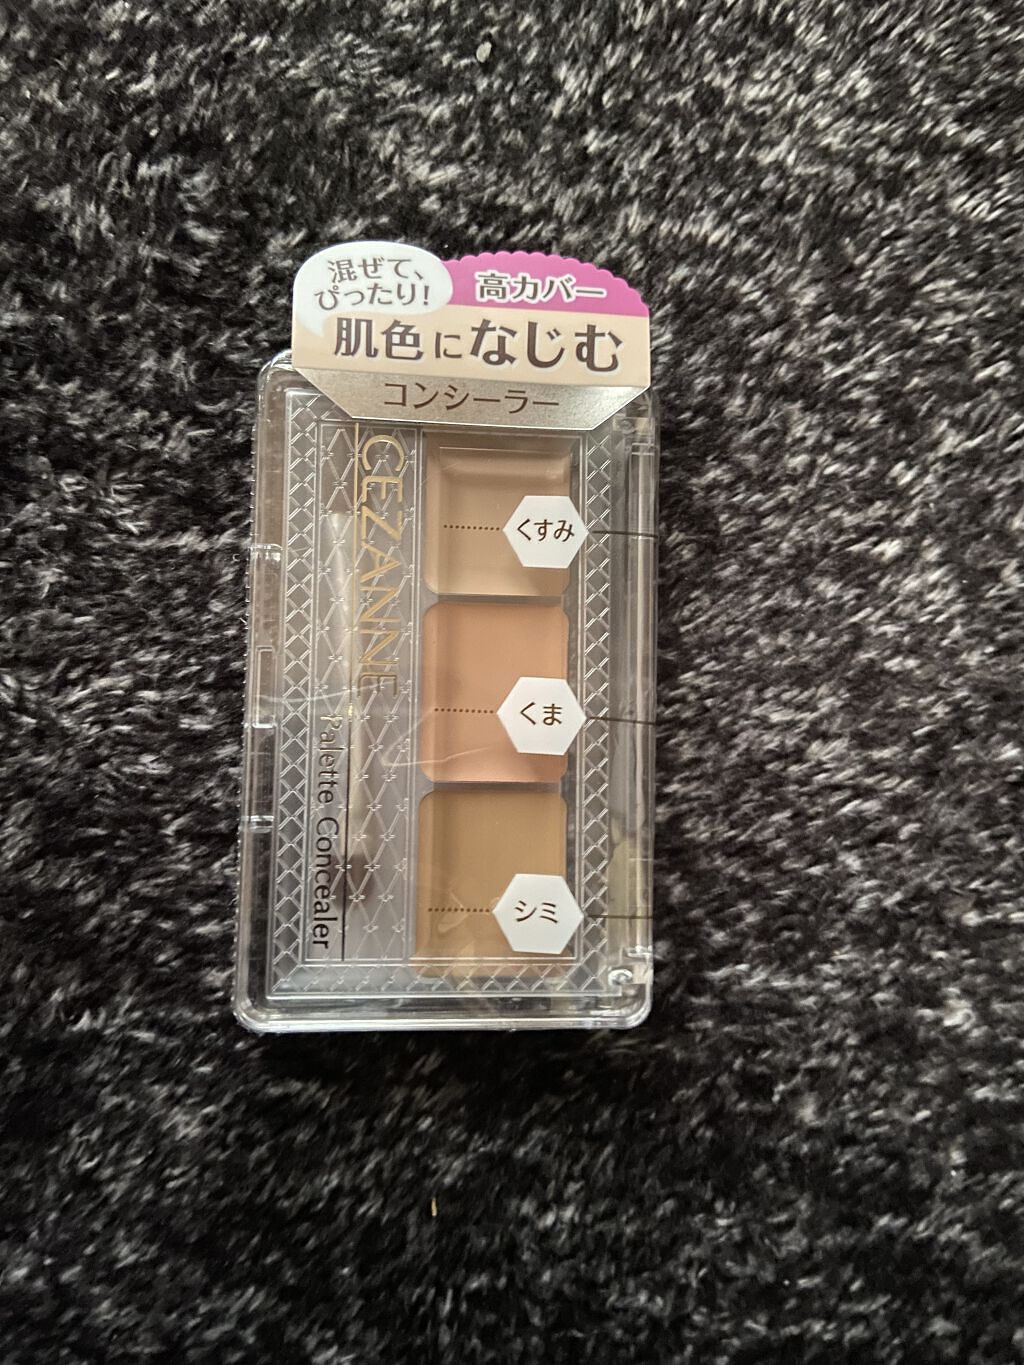 混ぜて、
ぴったり!
高カバー
肌色になじむ
コンシーラー
CEZANNE
Palette Concealer
くすみ
くま
シミ